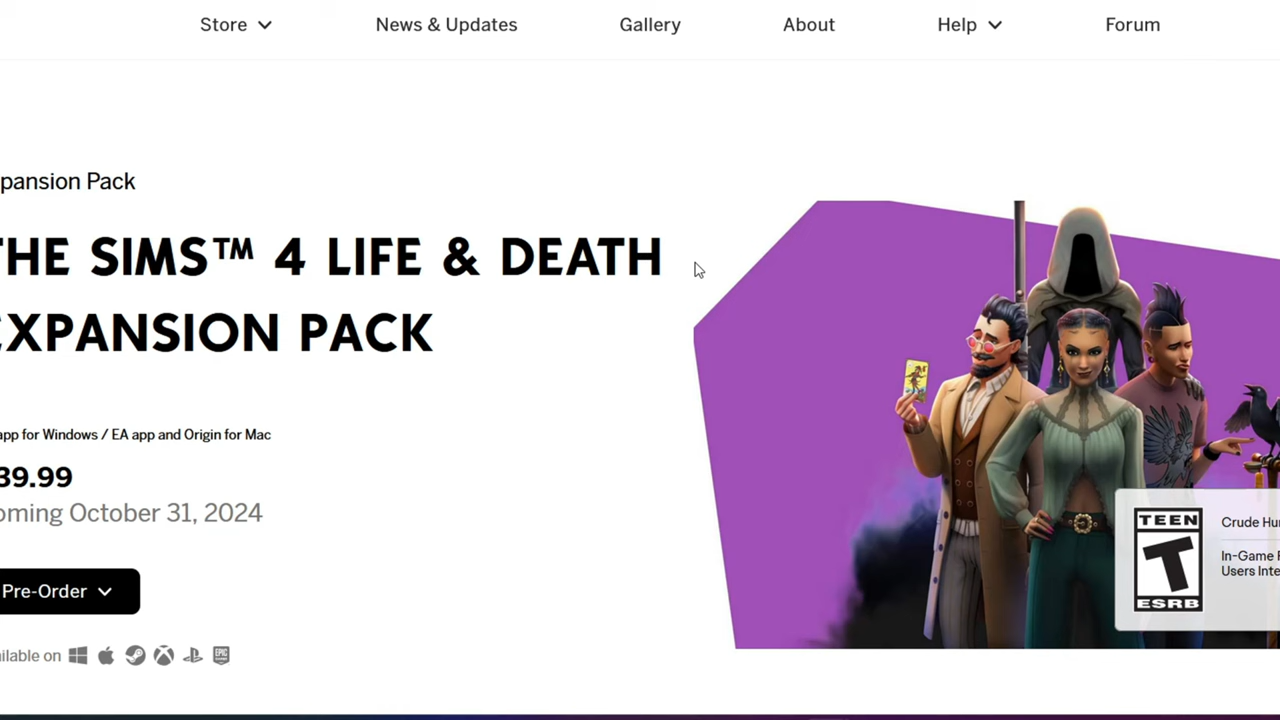 Store
News & Updates
Gallery
About
Help
Forum
pansion Pack
THE SIMS™ 4 LIFE & DEATH
EXPANSION PACK
app for Windows / EA app and Origin for Mac
39.99
oming October 31, 2024
Pre-Order
ilable on
EPIC
TEEN
T
ESRB
Crude Hu
In-Game
Users Inte